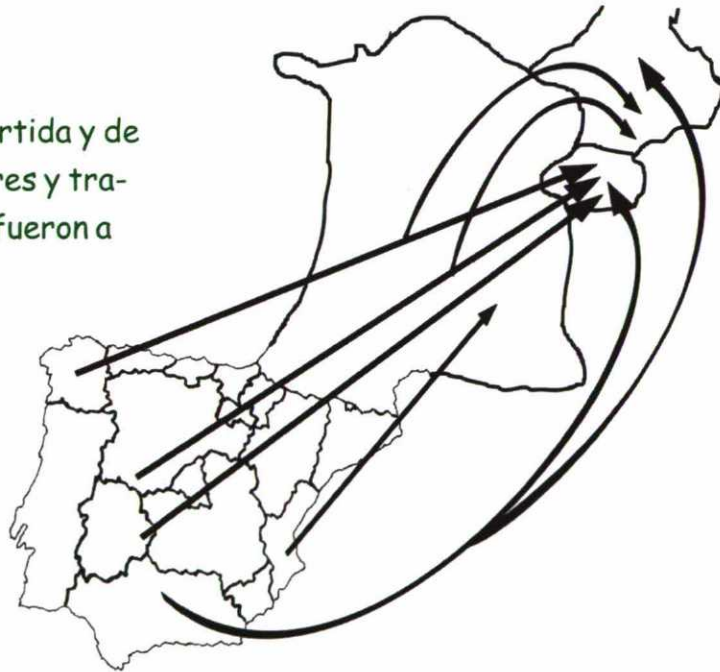 rtida y de
res y tra-
fueron a